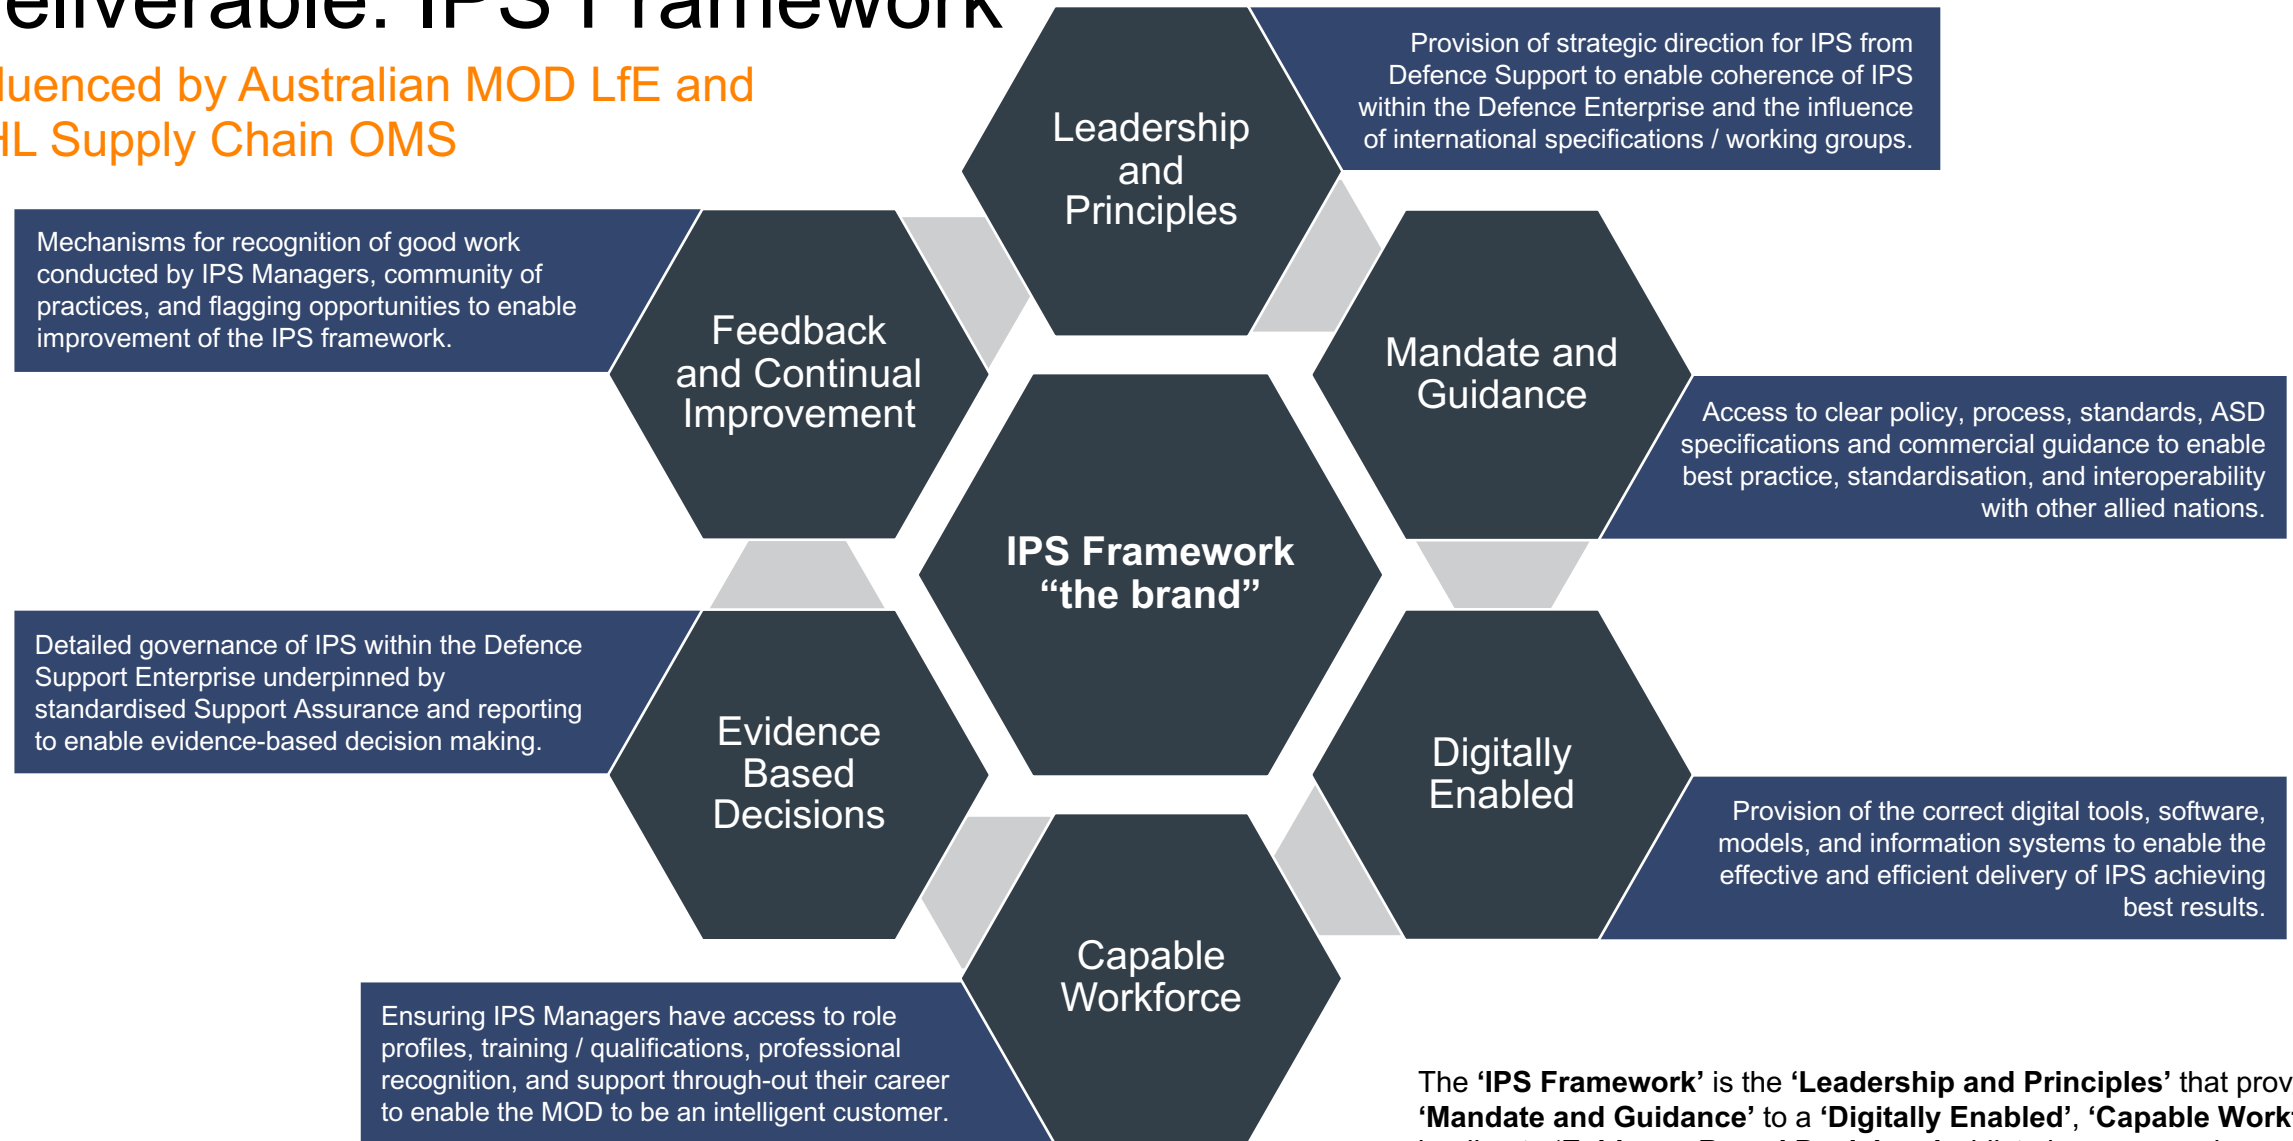 eliverable: IPS Framework
luenced by Australian MOD LfE and
HL Supply Chain OMS
Leadership
and
Principles
Provision of strategic direction for IPS from
Defence Support to enable coherence of IPS
within the Defence Enterprise and the influence
of international specifications / working groups.
Mandate and
Guidance
Access to clear policy, process, standards, ASD
specifications and commercial guidance to enable
best practice, standardisation, and interoperability
with other allied nations.
Digitally
Enabled
Provision of the correct digital tools, software,
models, and information systems to enable the
effective and efficient delivery of IPS achieving
best results.
Capable
Workforce
Ensuring IPS Managers have access to role
profiles, training / qualifications, professional
recognition, and support through-out their career
to enable the MOD to be an intelligent customer.
Evidence
Based
Decisions
Detailed governance of IPS within the Defence
Support Enterprise underpinned by
standardised Support Assurance and reporting
to enable evidence-based decision making.
Feedback
and Continual
Improvement
Mechanisms for recognition of good work
conducted by IPS Managers, community of
practices, and flagging opportunities to enable
improvement of the IPS framework.
IPS Framework
“the brand”
The ‘IPS Framework’ is the ‘Leadership and Principles’ that prov
‘Mandate and Guidance’ to a ‘Digitally Enabled’, ‘Capable Work